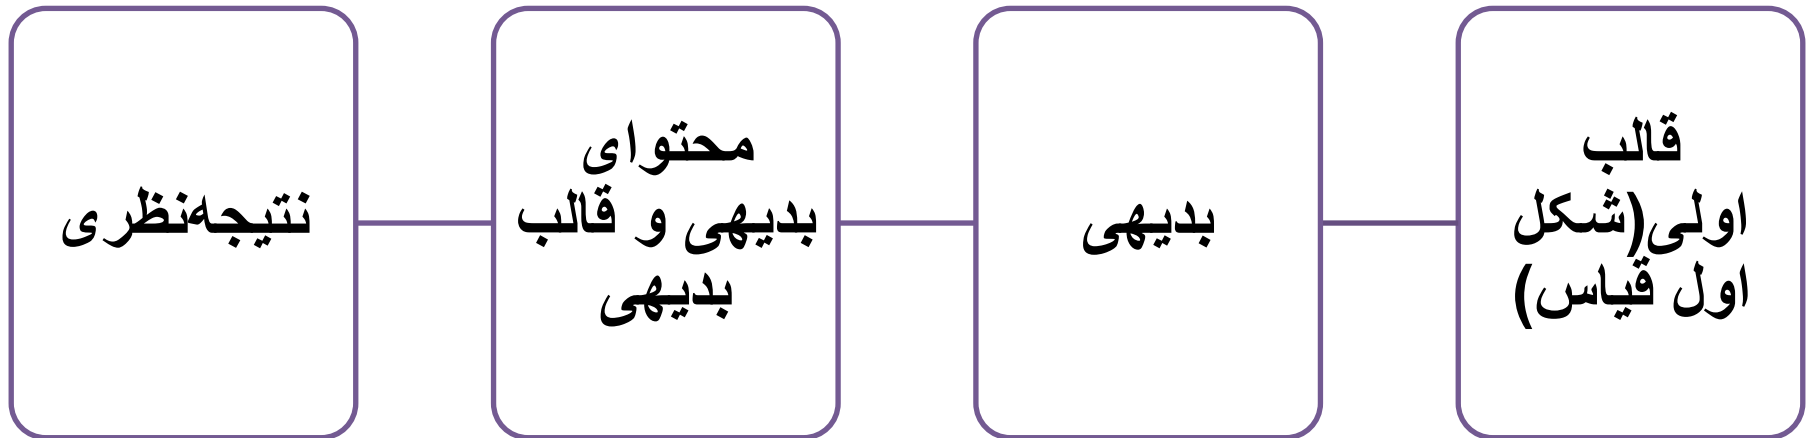 قالب
اولی(شکل
اول قیاس)
بدیهی
محتوای
بدیهی و قالب
بدیهی
نتیجه‌نظری